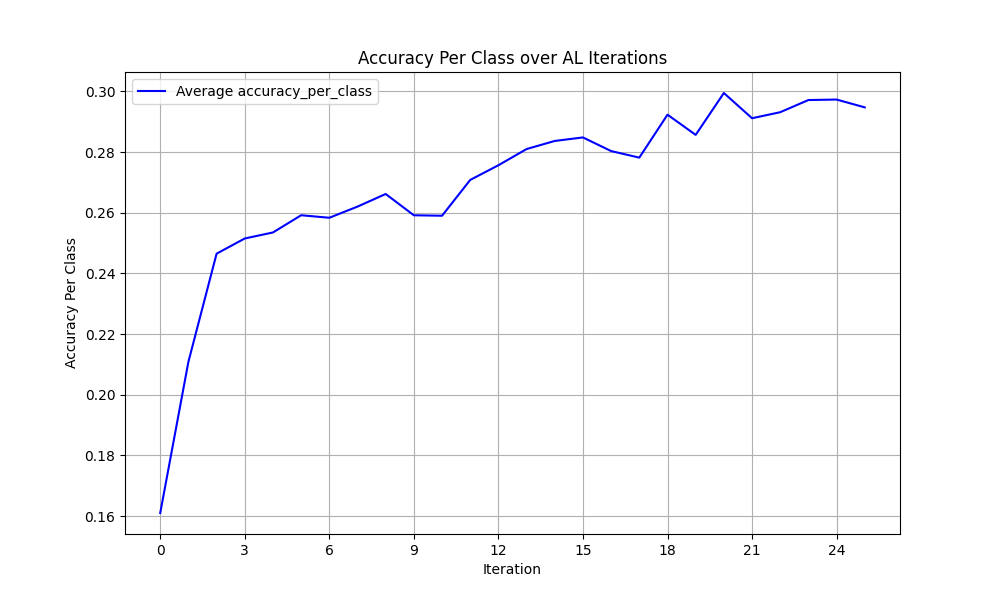 Accuracy Per Class over AL Iterations
Average accuracy_per_class
0.30
0.28
0.26
0.24
0.22
0.20
0.18
0.16
Accuracy Per Class
0 3 6 9 12 15 18 21 24
Iteration